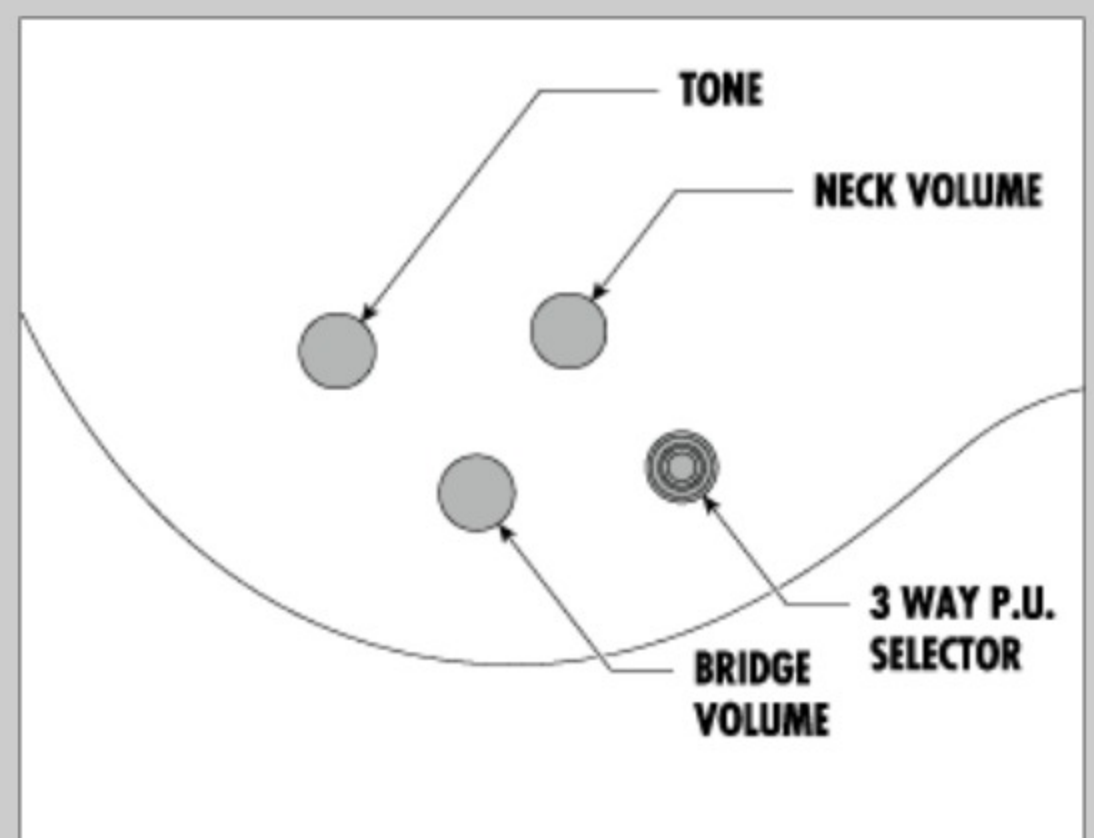 TONE
NECK VOLUME
3 WAY P.U.
SELECTOR
BRIDGE
VOLUME